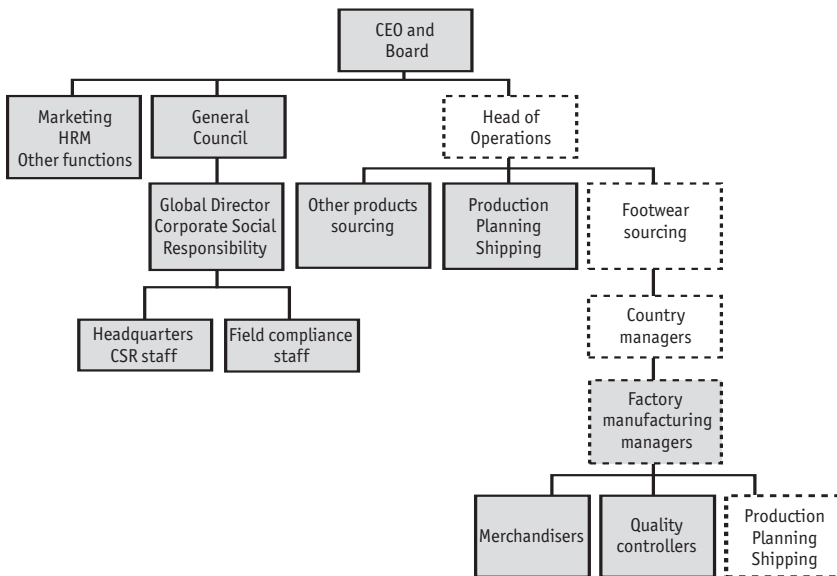 CEO and
Board
Marketing
HRM
Other functions
General
Council
Head of
Operations
Global Director
Corporate Social
Responsibility
Other products
sourcing
Production
Planning
Shipping
Footwear
sourcing
Headquarters
CSR staff
Field compliance
staff
Country
managers
Factory
manufacturing
managers
Merchandisers
Quality
controllers
Production
Planning
Shipping